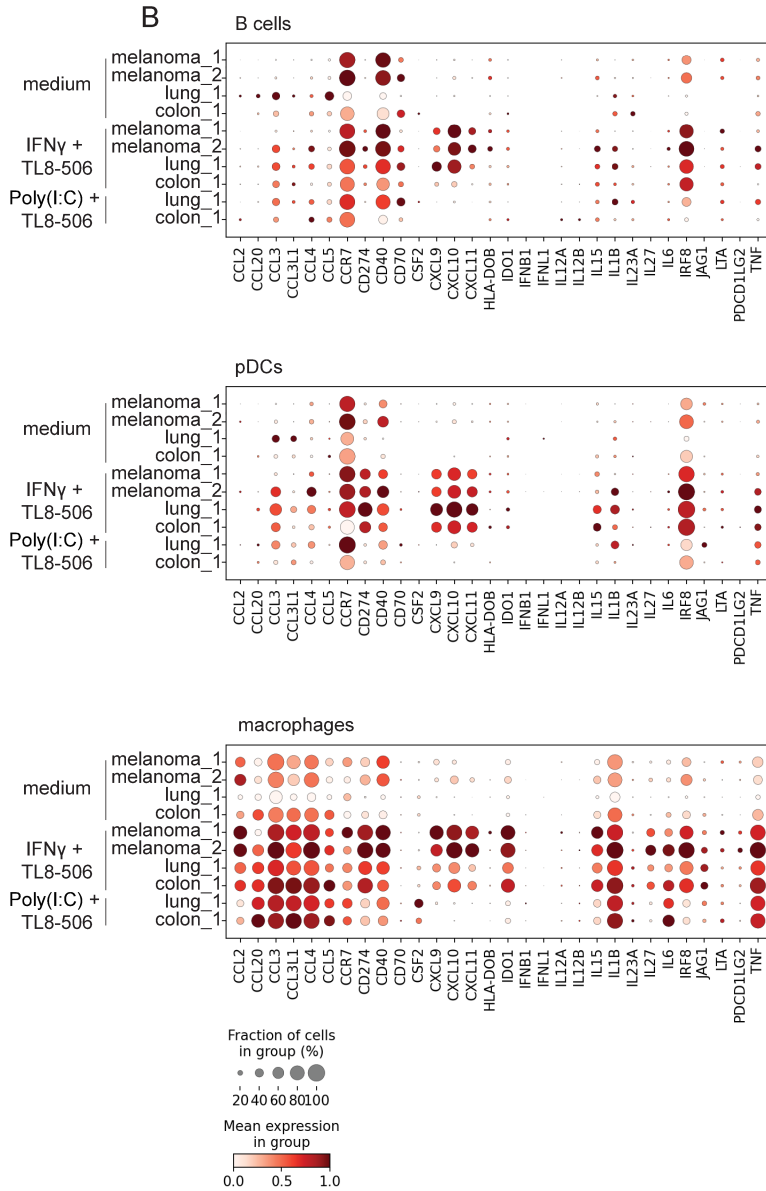 B
B cells
medium
melanoma_1
melanoma_2
lung_1
colon_1
IFNγ +
TL8-506
melanoma_1
melanoma_2
lung_1
colon_1
Poly(I:C) +
TL8-506
lung_1
colon_1
CCL2 CCL20 CCL3 CCL3L1 CCL4 CCL5 CCR7 CD274 CD40 CD70 CSF2 CXCL9 CXCL10 CXCL11 HLA-DOB IDO1 IFNB1 IFNL1 IL12A IL12B IL15 IL1B IL23A IL27 IL6 IRF8 JAG1 LTA PDCD1LG2 TNF
pDCs
medium
melanoma_1
melanoma_2
lung_1
colon_1
IFNγ +
TL8-506
melanoma_1
melanoma_2
lung_1
colon_1
Poly(I:C) +
TL8-506
lung_1
colon_1
CCL2 CCL20 CCL3 CCL3L1 CCL4 CCL5 CCR7 CD274 CD40 CD70 CSF2 CXCL9 CXCL10 CXCL11 HLA-DOB IDO1 IFNB1 IFNL1 IL12A IL12B IL15 IL1B IL23A IL27 IL6 IRF8 JAG1 LTA PDCD1LG2 TNF
macrophages
medium
melanoma_1
melanoma_2
lung_1
colon_1
IFNγ +
TL8-506
melanoma_1
melanoma_2
lung_1
colon_1
Poly(I:C) +
TL8-506
lung_1
colon_1
CCL2 CCL20 CCL3 CCL3L1 CCL4 CCL5 CCR7 CD274 CD40 CD70 CSF2 CXCL9 CXCL10 CXCL11 HLA-DOB IDO1 IFNB1 IFNL1 IL12A IL12B IL15 IL1B IL23A IL27 IL6 IRF8 JAG1 LTA PDCD1LG2 TNF
Fraction of cells
in group (%)
20 40 60 80 100
Mean expression
in group
0.0 0.5 1.0